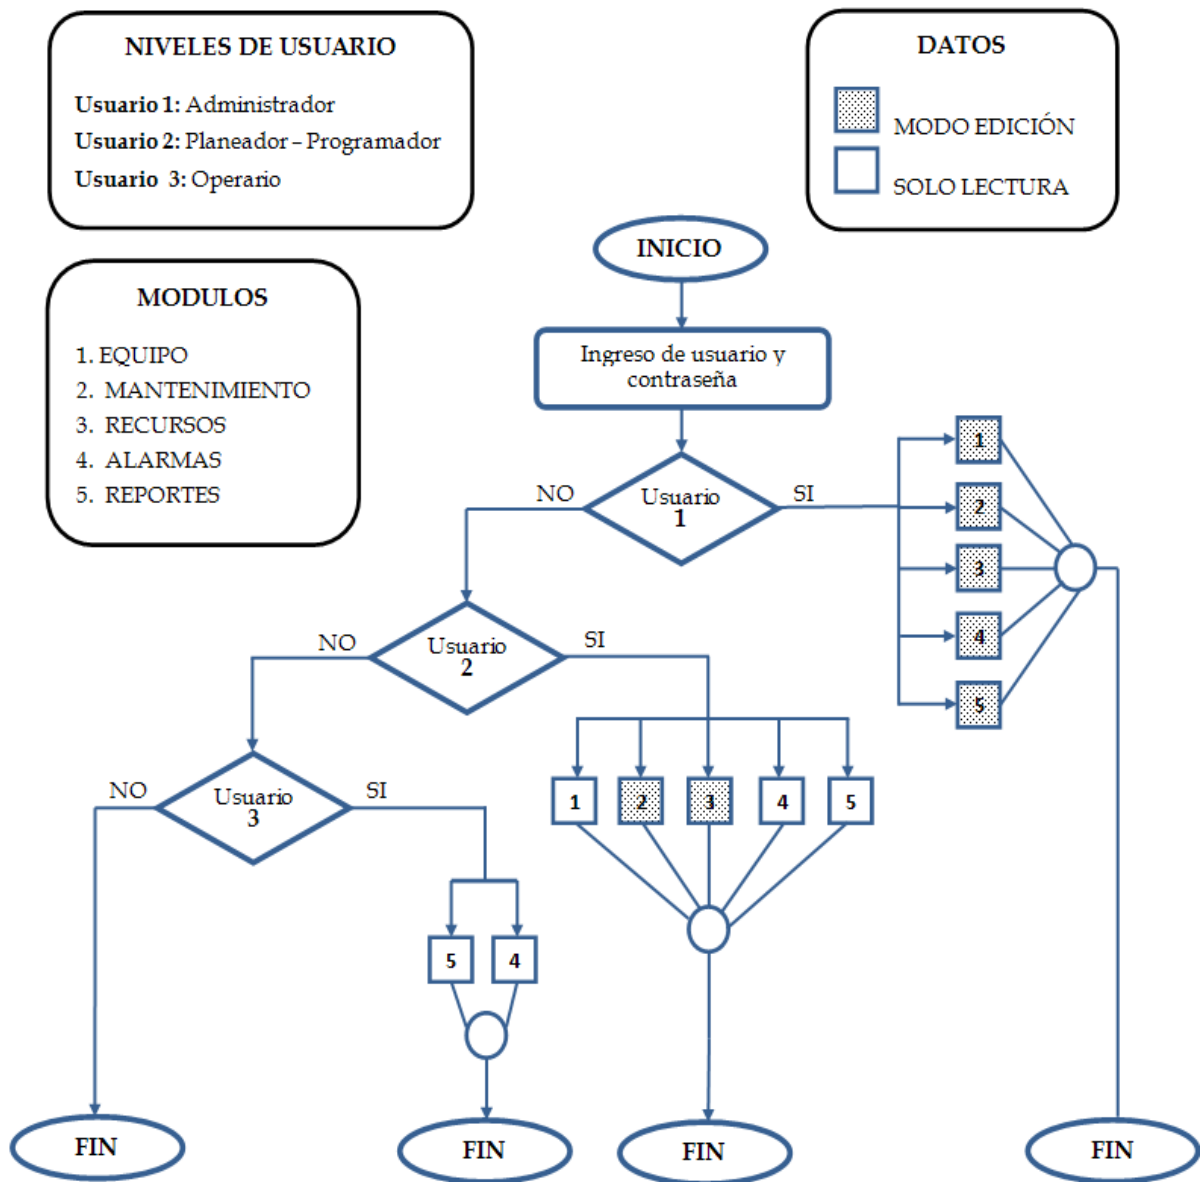 NIVELES DE USUARIO
Usuario 1: Administrador
Usuario 2: Planeador – Programador
Usuario 3: Operario
DATOS
MODO EDICIÓN
SOLO LECTURA
MODULOS
1. EQUIPO
2. MANTENIMIENTO
3. RECURSOS
4. ALARMAS
5. REPORTES
INICIO
Ingreso de usuario y
contraseña
NO
Usuario
1
SI
1
2
3
4
5
NO
Usuario
2
SI
1
2
3
4
5
NO
Usuario
3
SI
5
4
FIN
FIN
FIN
FIN